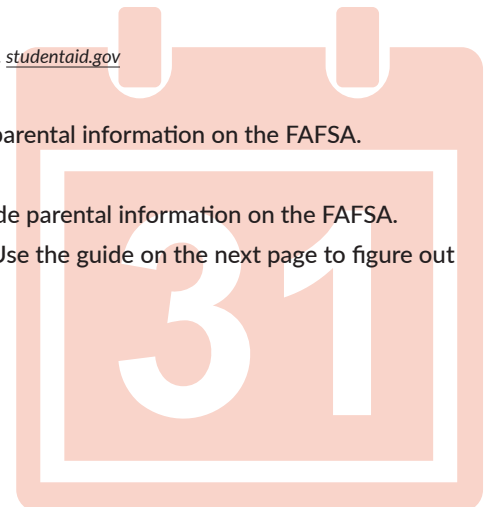 studentaid.gov
parental information on the FAFSA.
de parental information on the FAFSA.
Use the guide on the next page to figure out
31